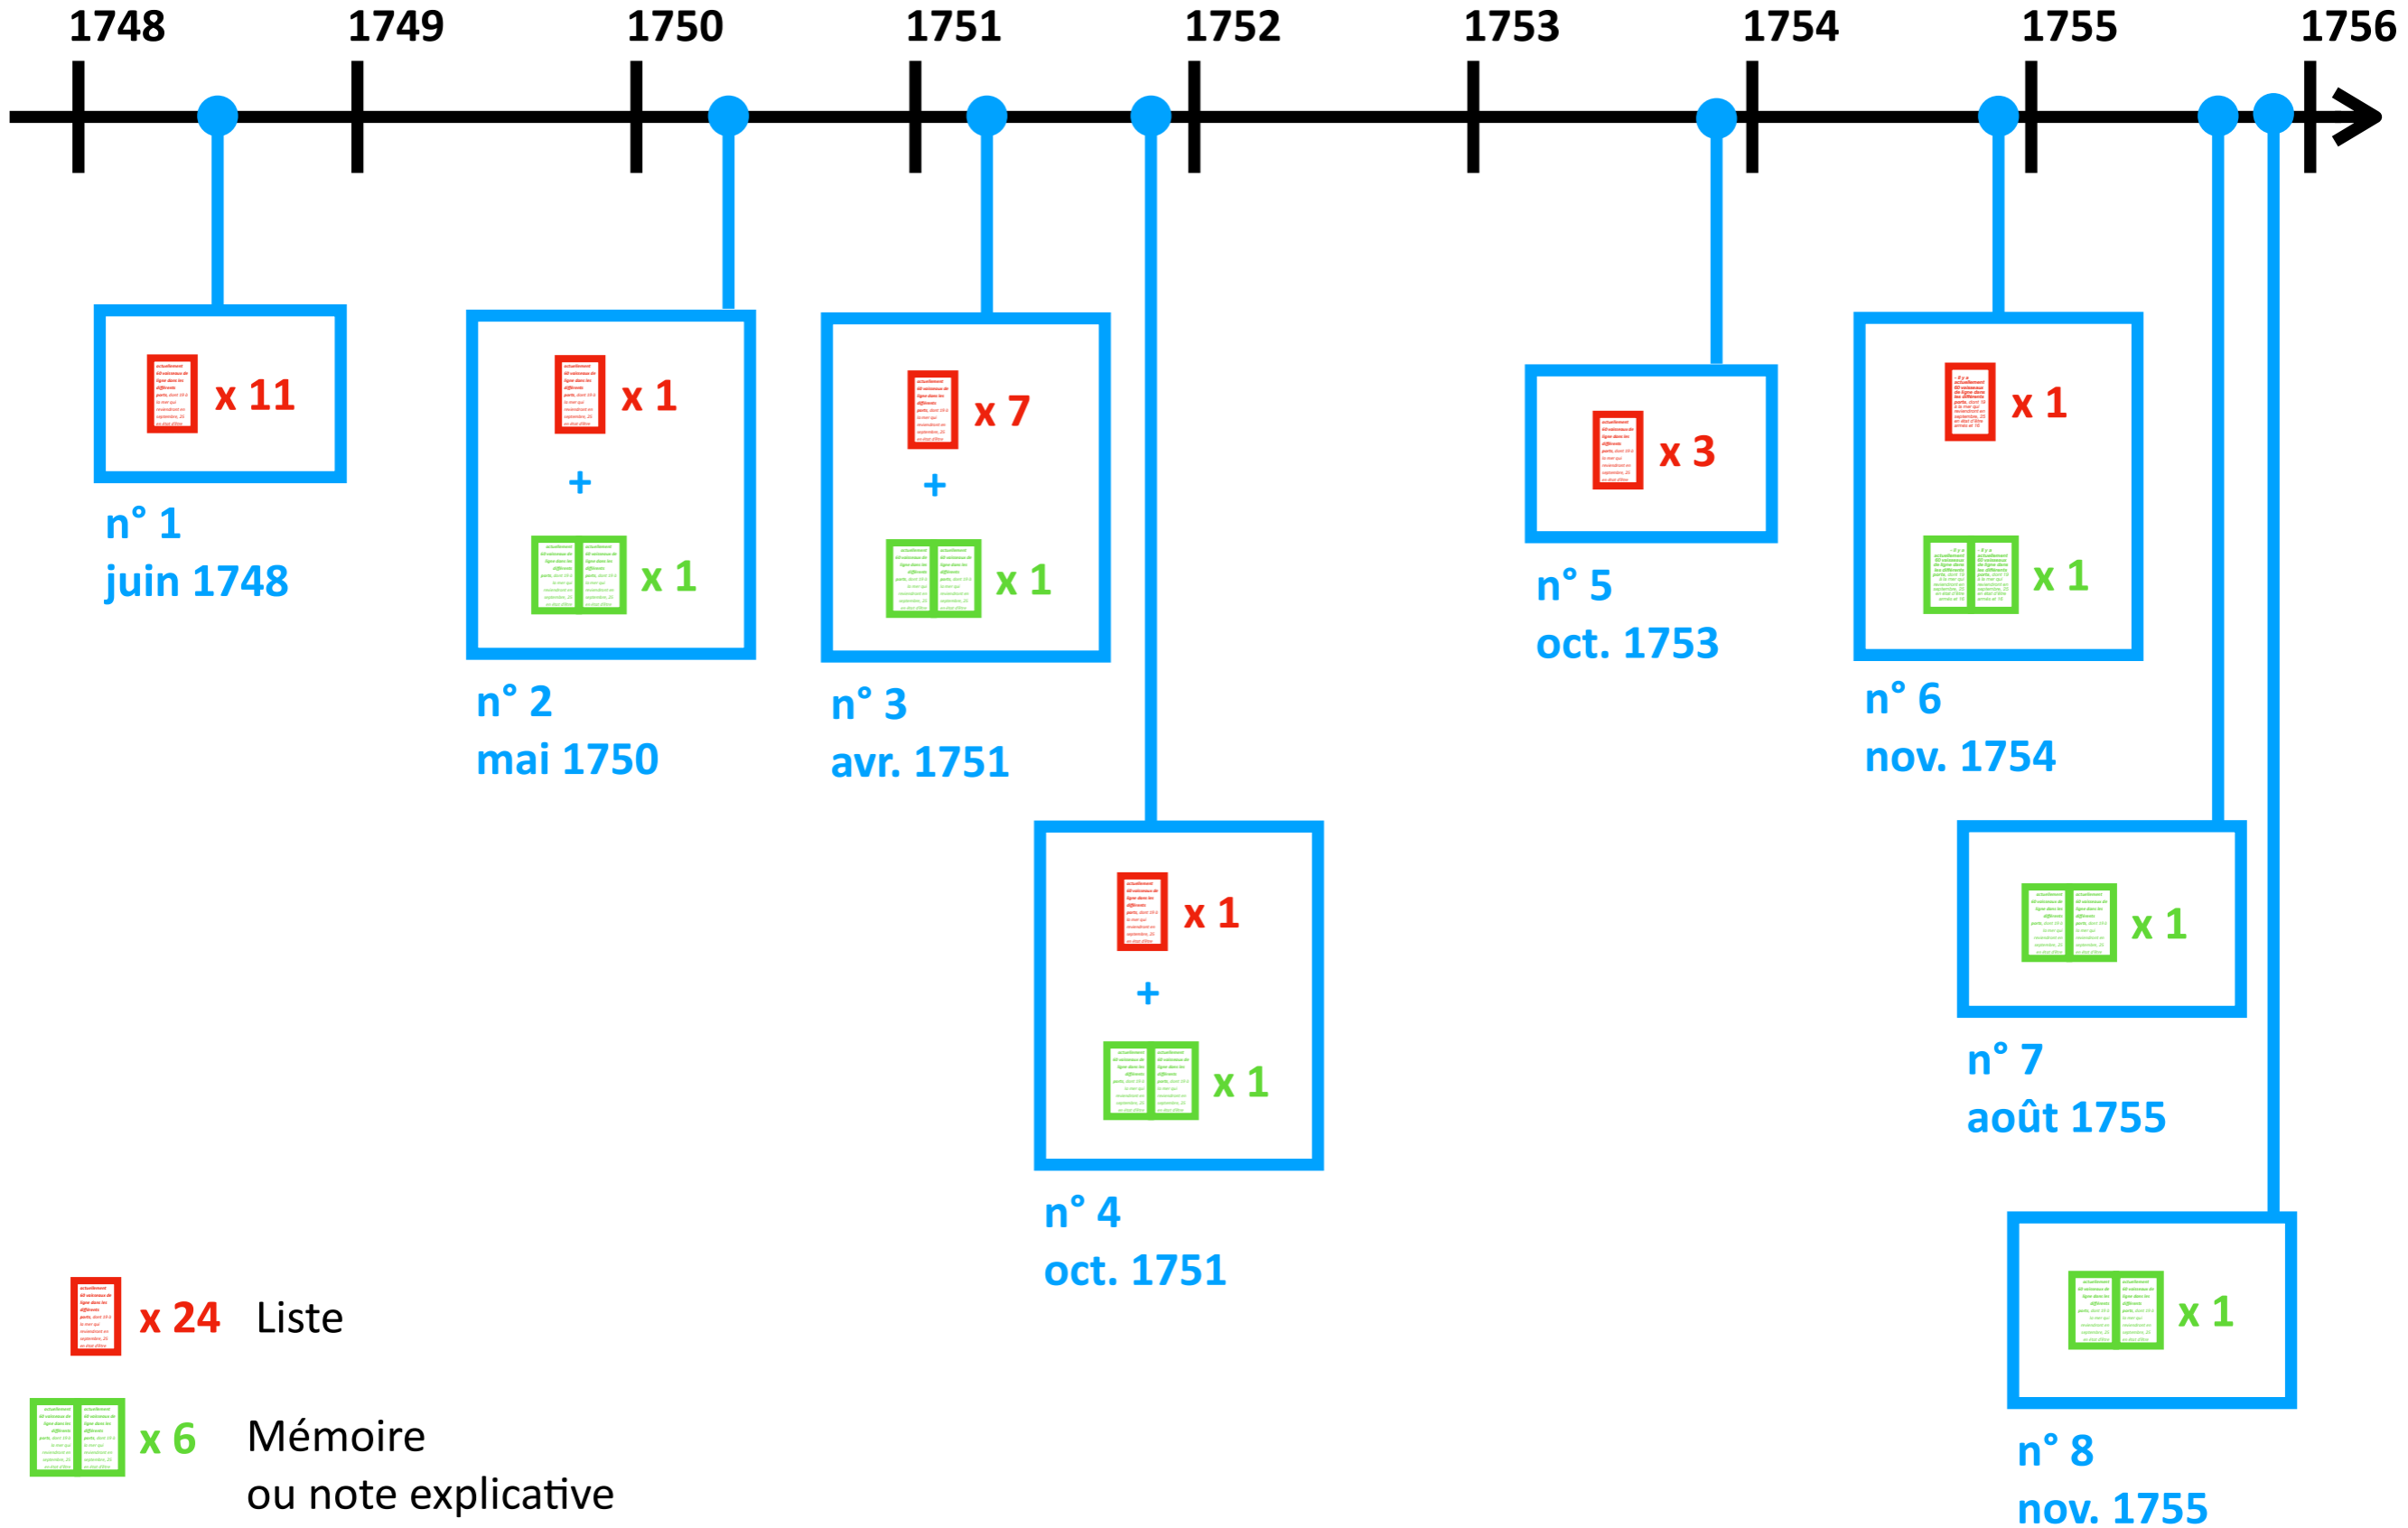 1748 1749 1750 1751 1752 1753 1754 1755 1756
x 11
n° 1
juin 1748
x 1
+
x 1
n° 2
mai 1750
x 7
+
x 1
n° 3
avr. 1751
x 1
+
x 1
n° 4
oct. 1751
x 3
n° 5
oct. 1753
x 1
x 1
n° 6
nov. 1754
x 1
n° 7
août 1755
x 1
n° 8
nov. 1755
x 24 Liste
x 6 Mémoire
ou note explicative